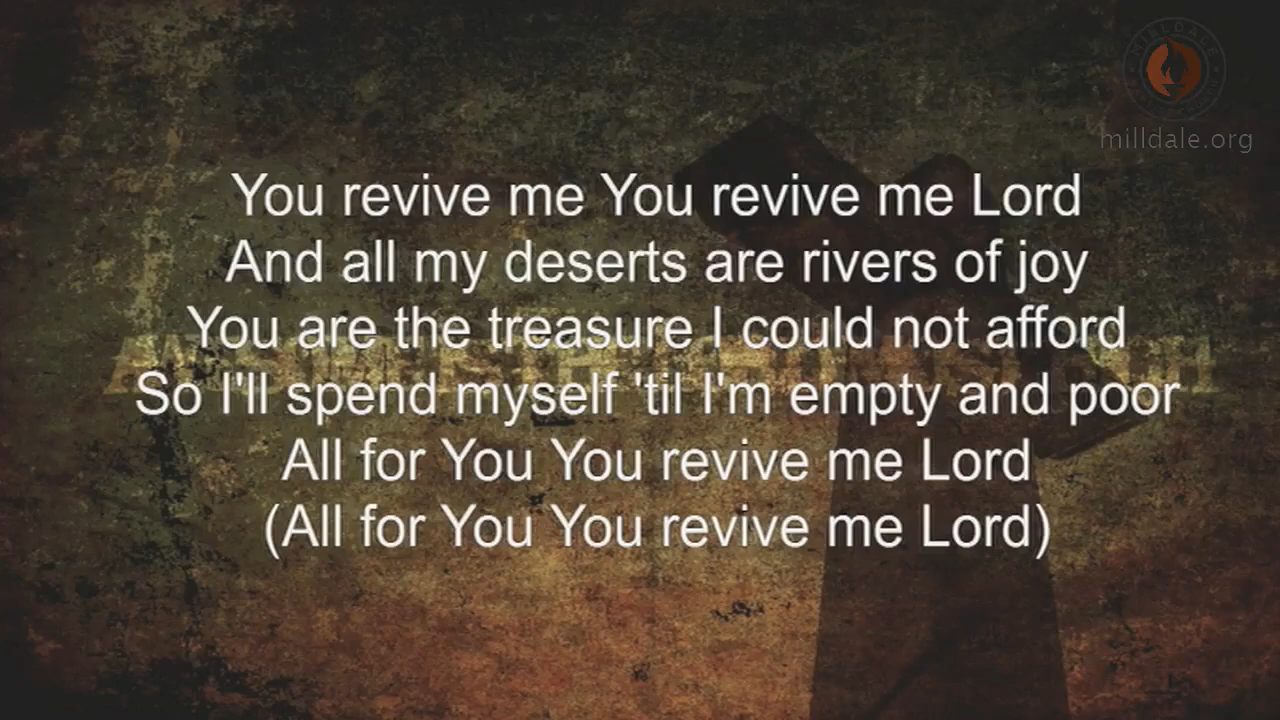 milldale.org
You revive me You revive me Lord
And all my deserts are rivers of joy
You are the treasure I could not afford
So I'll spend myself 'til I'm empty and poor
All for You You revive me Lord
(All for You You revive me Lord)